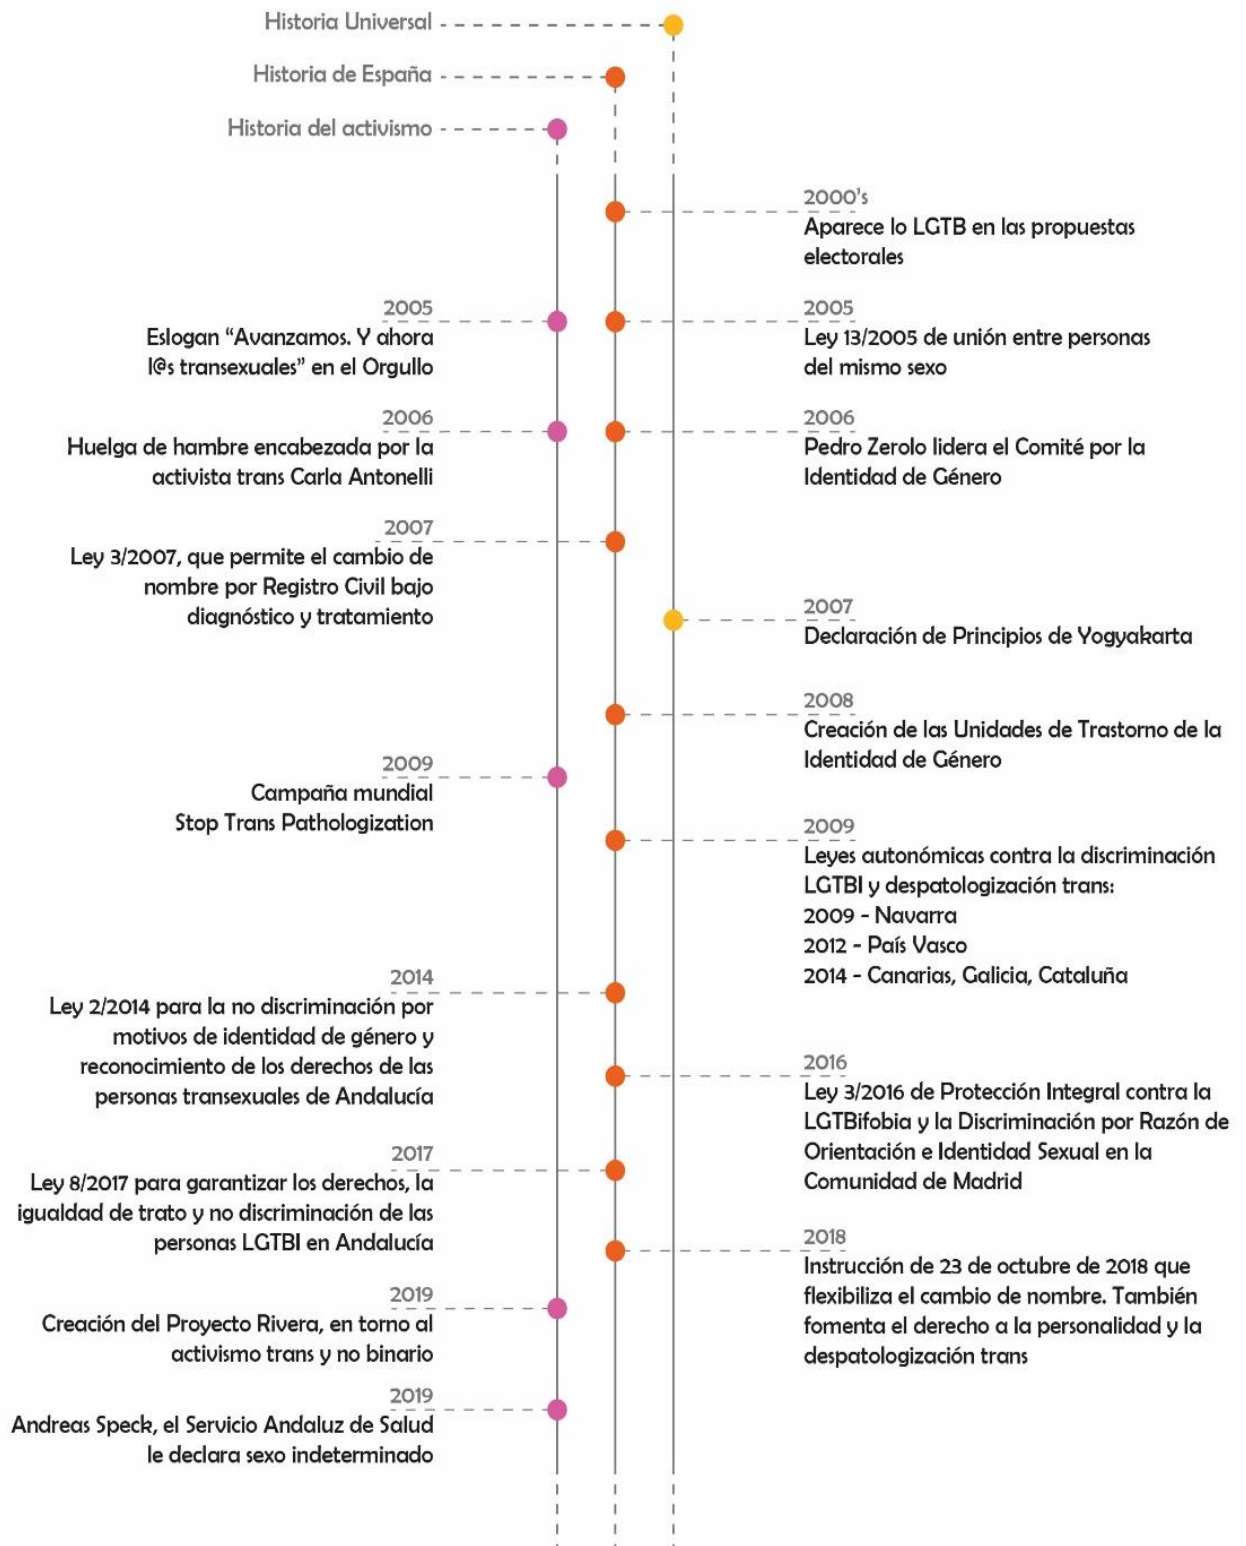 Historia Universal
Historia de España
Historia del activismo
2000's
Aparece lo LGTB en las propuestas
electorales
2005
Eslogan “Avanzamos. Y ahora
l@s transexuales” en el Orgullo
2005
Ley 13/2005 de unión entre personas
del mismo sexo
2006
Huelga de hambre encabezada por la
activista trans Carla Antonelli
2006
Pedro Zerolo lidera el Comité por la
Identidad de Género
2007
Ley 3/2007, que permite el cambio de
nombre por Registro Civil bajo
diagnóstico y tratamiento
2007
Declaración de Principios de Yogyakarta
2008
Creación de las Unidades de Trastorno de la
Identidad de Género
2009
Campaña mundial
Stop Trans Pathologization
2009
Leyes autonómicas contra la discriminación
LGTBI y despatologización trans:
2009 - Navarra
2012 - País Vasco
2014 - Canarias, Galicia, Cataluña
2014
Ley 2/2014 para la no discriminación por
motivos de identidad de género y
reconocimiento de los derechos de las
personas transexuales de Andalucía
2016
Ley 3/2016 de Protección Integral contra la
LGTBifobia y la Discriminación por Razón de
Orientación e Identidad Sexual en la
Comunidad de Madrid
2017
Ley 8/2017 para garantizar los derechos, la
igualdad de trato y no discriminación de las
personas LGTBI en Andalucía
2018
Instrucción de 23 de octubre de 2018 que
flexibiliza el cambio de nombre. También
fomenta el derecho a la personalidad y la
despatologización trans
2019
Creación del Proyecto Rivera, en torno al
activismo trans y no binario
2019
Andreas Speck, el Servicio Andaluz de Salud
le declara sexo indeterminado